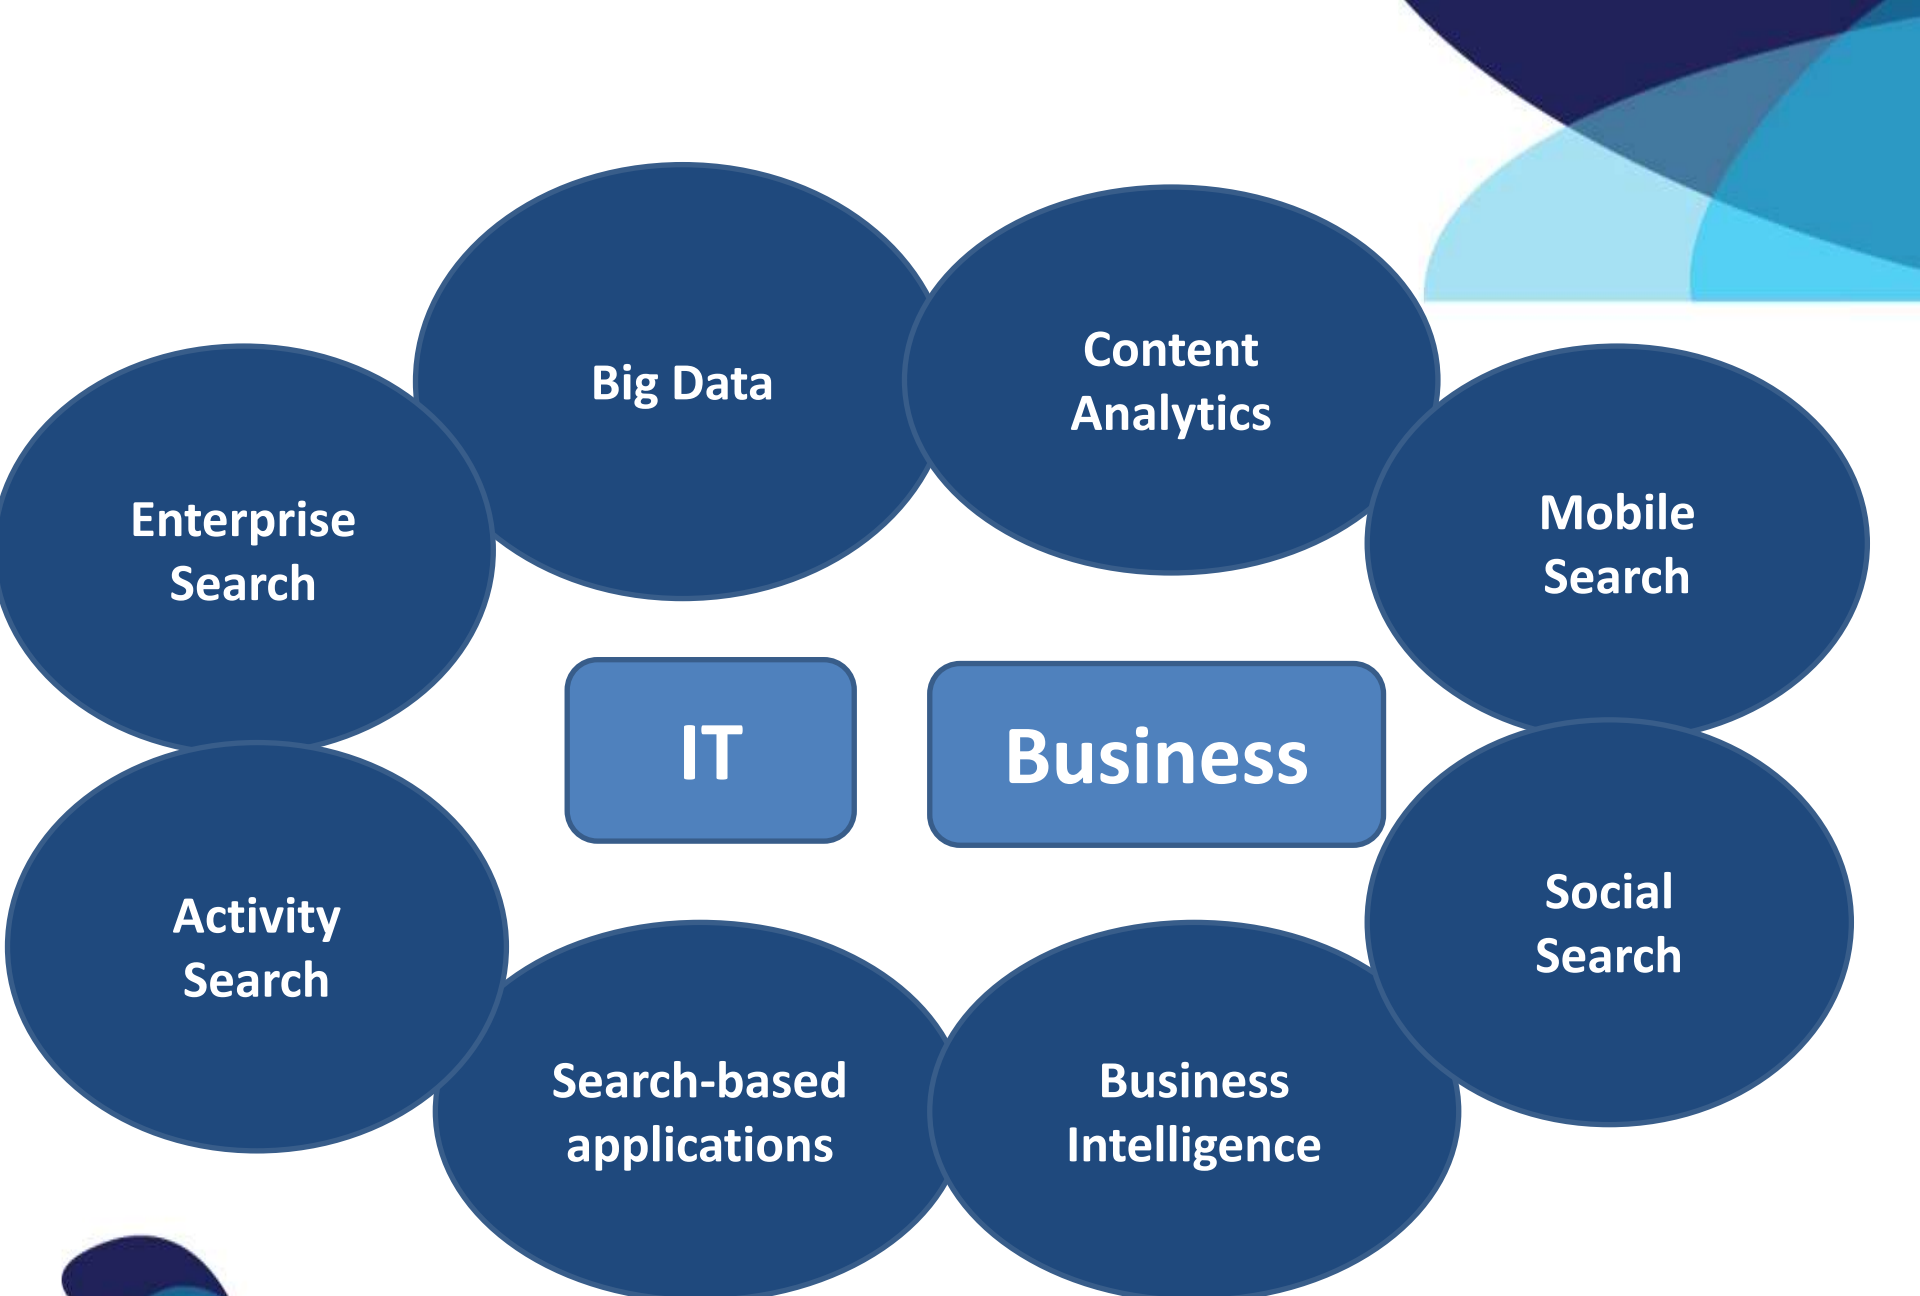 Big Data
Content
Analytics
Enterprise
Search
Mobile
Search
IT
Business
Activity
Search
Social
Search
Search-based
applications
Business
Intelligence